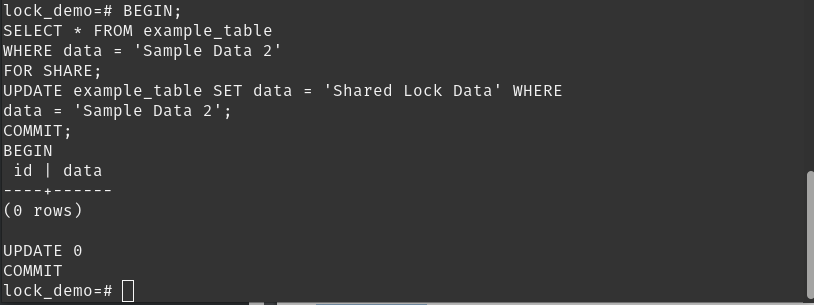 lock_demo=# BEGIN;
SELECT * FROM example_table
WHERE data = 'Sample Data 2'
FOR SHARE;
UPDATE example_table SET data = 'Shared Lock Data' WHERE
data = 'Sample Data 2';
COMMIT;
BEGIN
 id | data
----+------
(0 rows)

UPDATE 0
COMMIT
lock_demo=#